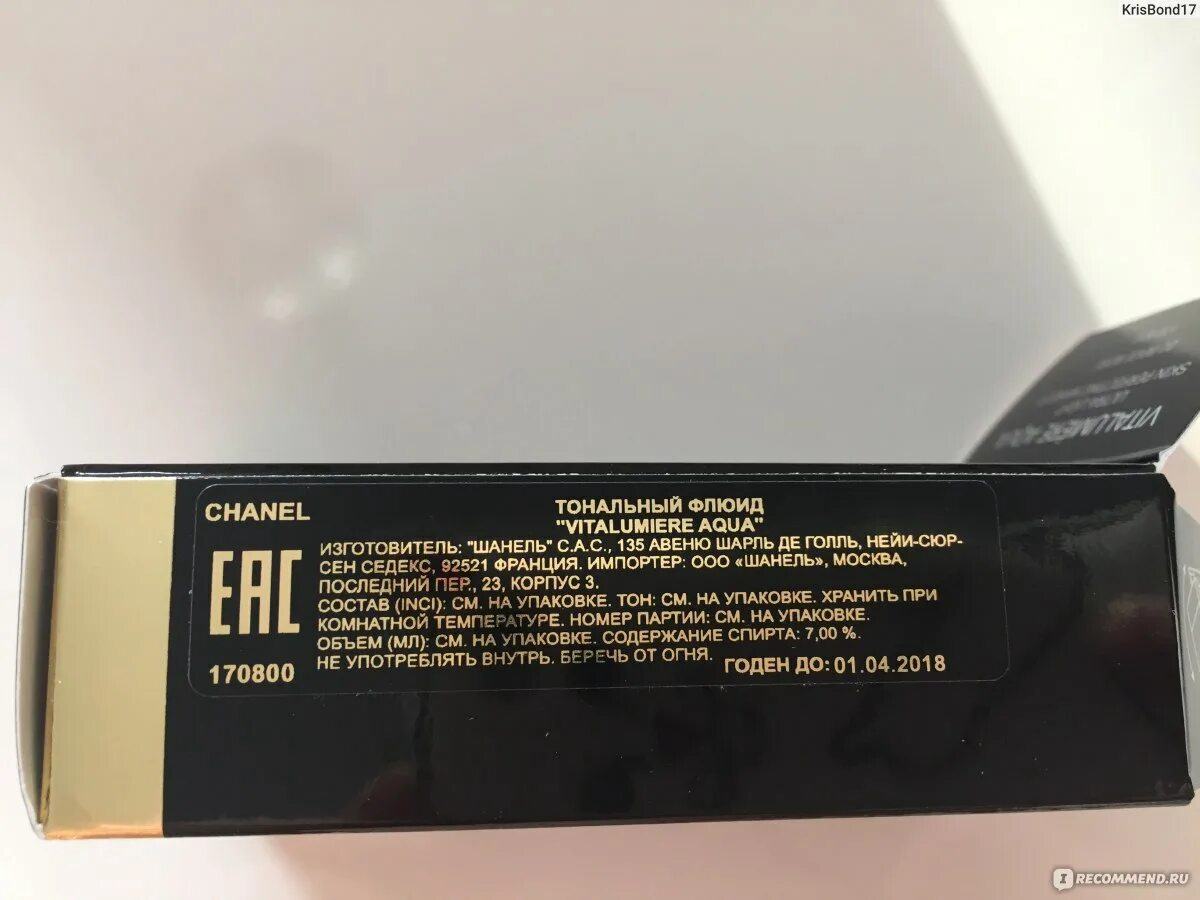 KrisBond17
VITALUMIÈRE AQUA
CHANEL
ТОНАЛЬНЫЙ ФЛЮИД
"VITALUMIERE AQUA"
EAC
ИЗГОТОВИТЕЛЬ: "ШАНЕЛЬ" С.А.С., 135 АВЕНЮ ШАРЛЬ ДЕ ГОЛЛЬ, НЕЙИ-СЮР-
СЕН СЕДЕКС, 92521 ФРАНЦИЯ. ИМПОРТЕР: ООО «ШАНЕЛЬ», МОСКВА,
ПОСЛЕДНИЙ ПЕР., 23, КОРПУС 3.
СОСТАВ (INCI): СМ. НА УПАКОВКЕ. ТОН: СМ. НА УПАКОВКЕ. ХРАНИТЬ ПРИ
КОМНАТНОЙ ТЕМПЕРАТУРЕ. НОМЕР ПАРТИИ: СМ. НА УПАКОВКЕ.
ОБЪЕМ (МЛ): СМ. НА УПАКОВКЕ. СОДЕРЖАНИЕ СПИРТА: 7,00 %.
НЕ УПОТРЕБЛЯТЬ ВНУТРЬ. БЕРЕЧЬ ОТ ОГНЯ. ГОДЕН ДО: 01.04.2018
170800
RECOMMEND.RU